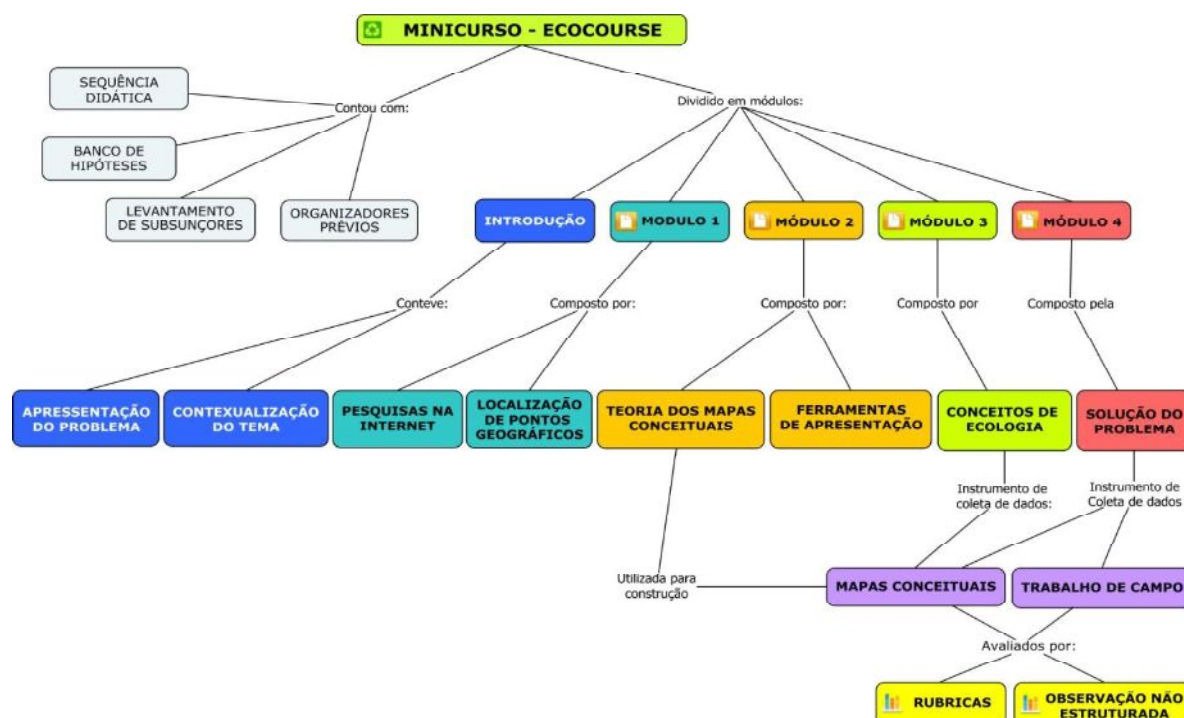 MINICURSO - ECOCOURSE
SEQUÊNCIA
DIDÁTICA
Contou com:
Dividido em módulos:
BANCO DE
HIPÓTESES
LEVANTAMENTO
DE SUBSUNÇORES
ORGANIZADORES
PRÉVIOS
INTRODUÇÃO
MODULO 1
MÓDULO 2
MÓDULO 3
MÓDULO 4
Conteve:
Composto por:
Composto por:
Composto por
Composto pela
APRESSENTAÇÃO
DO PROBLEMA
CONTEXUALIZAÇÃO
DO TEMA
PESQUISAS NA
INTERNET
LOCALIZAÇÃO
DE PONTOS
GEOGRÁFICOS
TEORIA DOS MAPAS
CONCEITUAIS
FERRAMENTAS
DE APRESENTAÇÃO
CONCEITOS DE
ECOLOGIA
SOLUÇÃO DO
PROBLEMA
Instrumento de
coleta de dados:
Instrumento de
Coleta de dados
Utilizada para
construção
MAPAS CONCEITUAIS
TRABALHO DE CAMPO
Avaliados por:
RUBRICAS
OBSERVAÇÃO NÃO
ESTRUTURADA